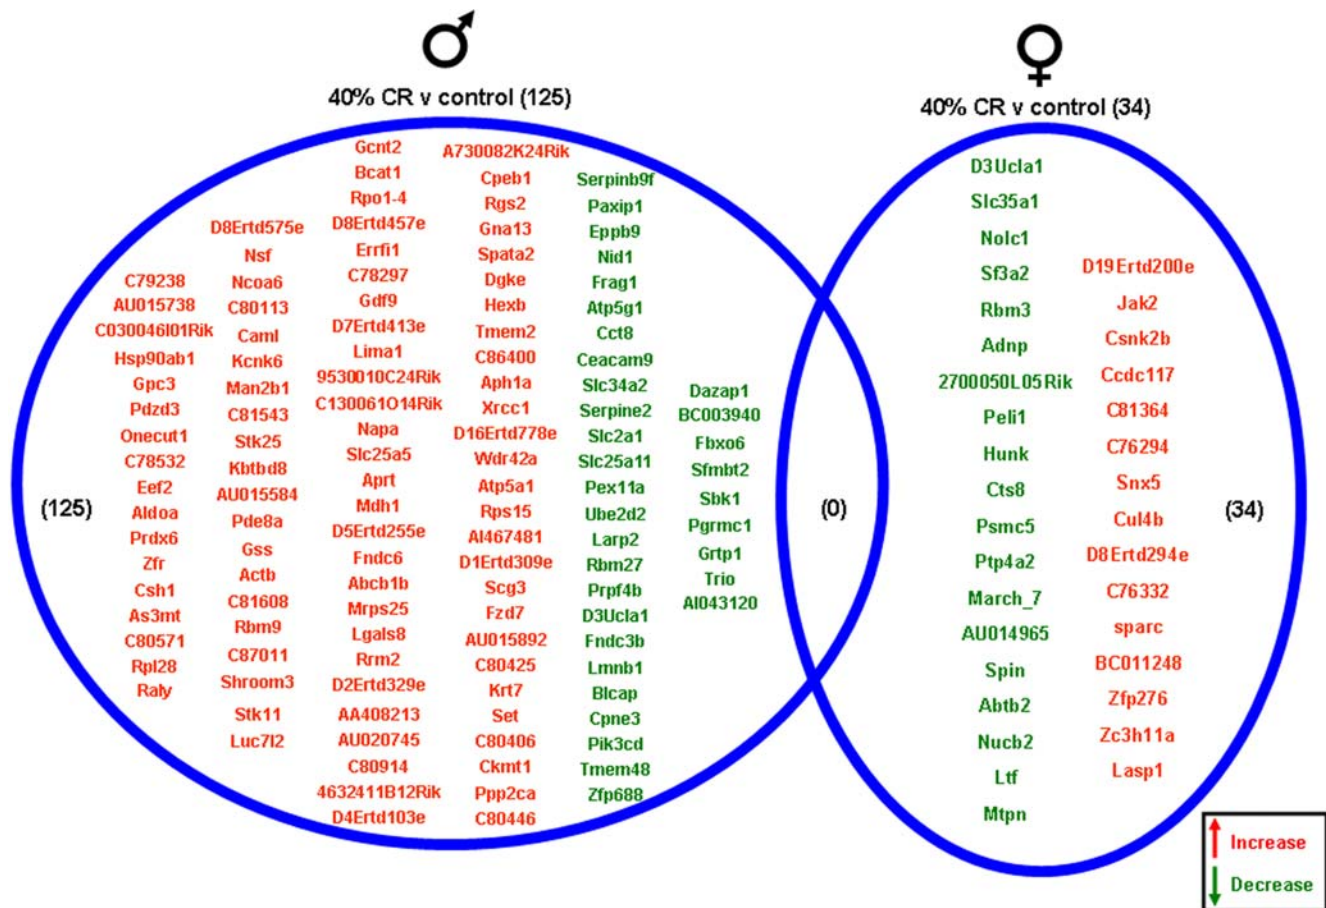 40% CR v control (125)
40% CR v control (34)
C79238
AU015738
C030046I01Rik
Hsp90ab1
Gpc3
Pdzd3
Onecut1
C78532
Eef2
Aldoa
Prdx6
Zfr
Csh1
As3mt
C80571
Rpl28
Raly
(125)
D8Ertd575e
Nsf
Ncoa6
C80113
Caml
Kcnk6
Man2b1
C81543
Stk25
Kbtbd8
AU015584
Pde8a
Gss
Actb
C81608
Rbm9
C87011
Shroom3
Stk11
Luc7l2
Gcnt2
Bcat1
Rpo1-4
D8Ertd457e
Errfi1
C78297
Gdf9
D7Ertd413e
Lima1
9530010C24Rik
C130061O14Rik
Napa
Slc25a5
Aprt
Mdh1
D5Ertd255e
Fndc6
Abcb1b
Mrps25
Lgals8
Rrm2
D2Ertd329e
AA408213
AU020745
C80914
4632411B12Rik
D4Ertd103e
A730082K24Rik
Cpeb1
Rgs2
Gna13
Spata2
Dgke
Hexb
Tmem2
C86400
Aph1a
Xrcc1
D16Ertd778e
Wdr42a
Atp5a1
Rps15
AI467481
D1Ertd309e
Scg3
Fzd7
AU015892
C80425
Krt7
Set
C80406
Ckmt1
Ppp2ca
C80446
Serpinb9f
Paxip1
Eppb9
Nid1
Frag1
Atp5g1
Cct8
Ceacam9
Slc34a2
Serpine2
Slc2a1
Slc25a11
Pex11a
Ube2d2
Larp2
Rbm27
Prpf4b
D3Ucla1
Fndc3b
Lmnb1
Blcap
Cpne3
Pik3cd
Tmem48
Zfp688
Dazap1
BC003940
Fbxo6
Sfmbt2
Sbk1
Pgrmc1
Grtp1
Trio
AI043120
(0)
D3Ucla1
Slc35a1
Nolc1
Sf3a2
Rbm3
Adnp
2700050L05Rik
Peli1
Hunk
Cts8
Psmc5
Ptp4a2
March_7
AU014965
Spin
Abtb2
Nucb2
Ltf
Mtpn
D19Ertd200e
Jak2
Csnk2b
Ccdc117
C81364
C76294
Snx5
Cul4b
D8Ertd294e
C76332
sparc
BC011248
Zfp276
Zc3h11a
Lasp1
(34)
Increase
Decrease